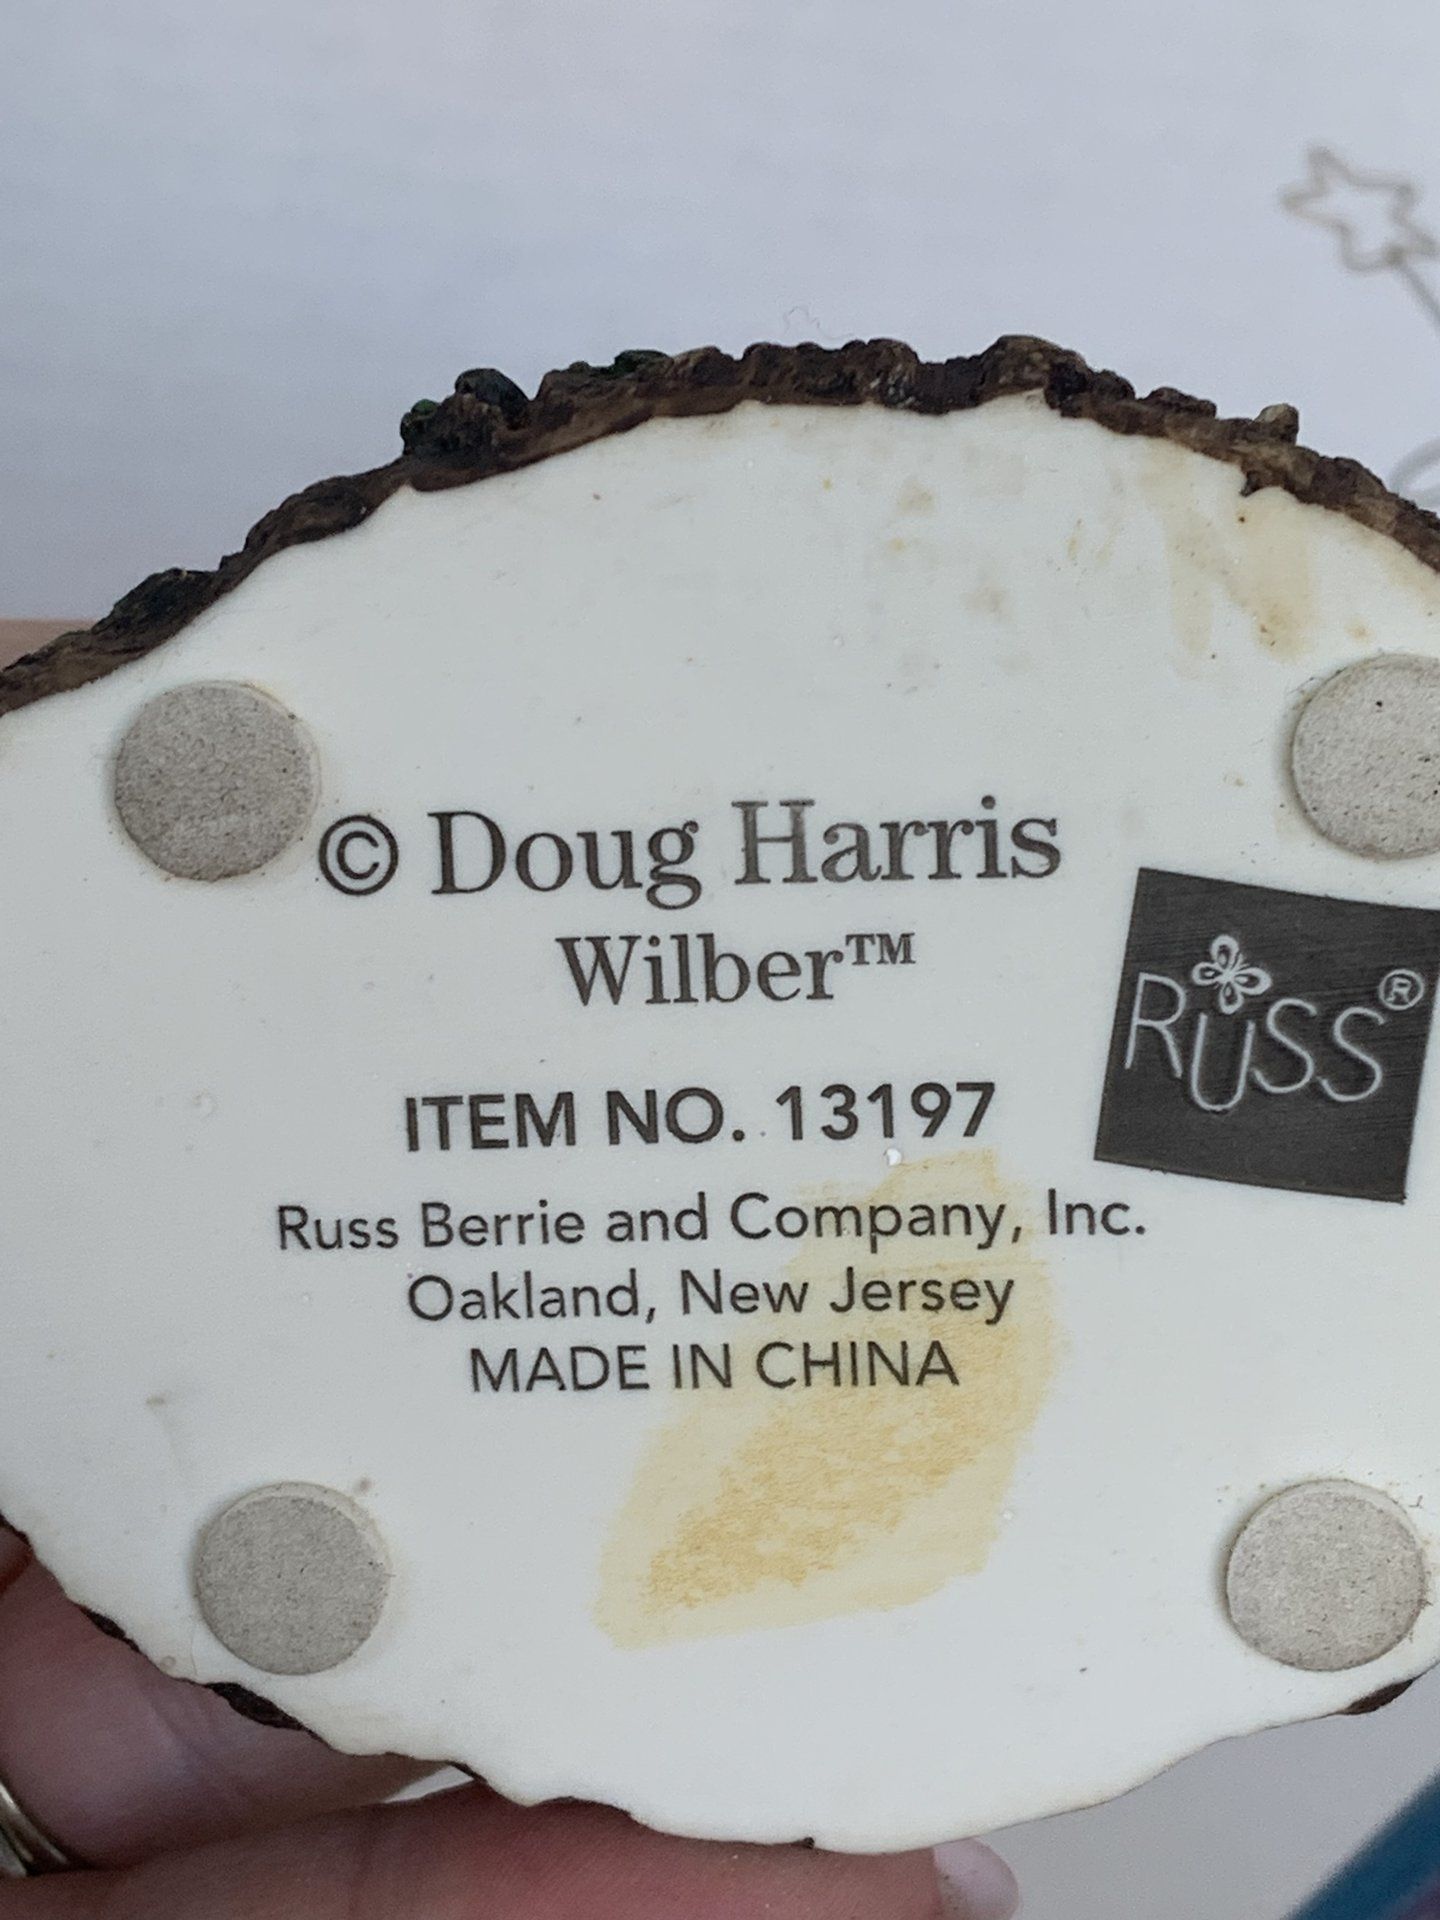 © Doug Harris
Wilber™
RUSS®
ITEM NO. 13197
Russ Berrie and Company, Inc.
Oakland, New Jersey
MADE IN CHINA